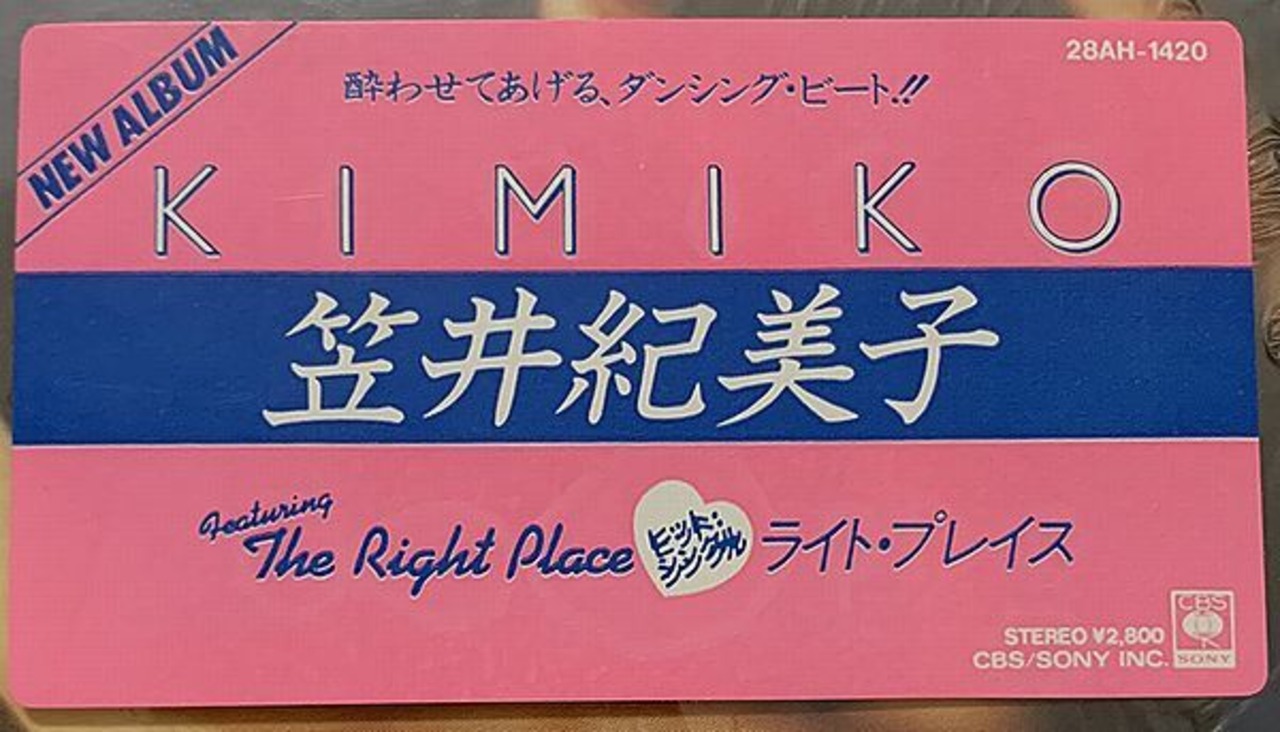 NEW ALBUM
28AH-1420
酔わせてあげる、ダンシング・ビート!!
KIMIKO
笠井紀美子
Featuring
The Right Place
ヒット・
シングル
ライト・プレイス
STEREO ¥2,800
CBS/SONY INC.
CBS
SONY